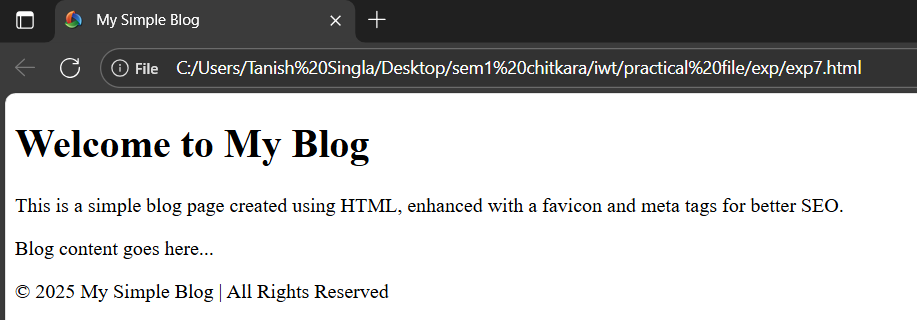 My Simple Blog
File C:/Users/Tanish%20Singla/Desktop/sem1%20chitkara/iwt/practical%20file/exp/exp7.html
Welcome to My Blog
This is a simple blog page created using HTML, enhanced with a favicon and meta tags for better SEO.
Blog content goes here...
© 2025 My Simple Blog | All Rights Reserved